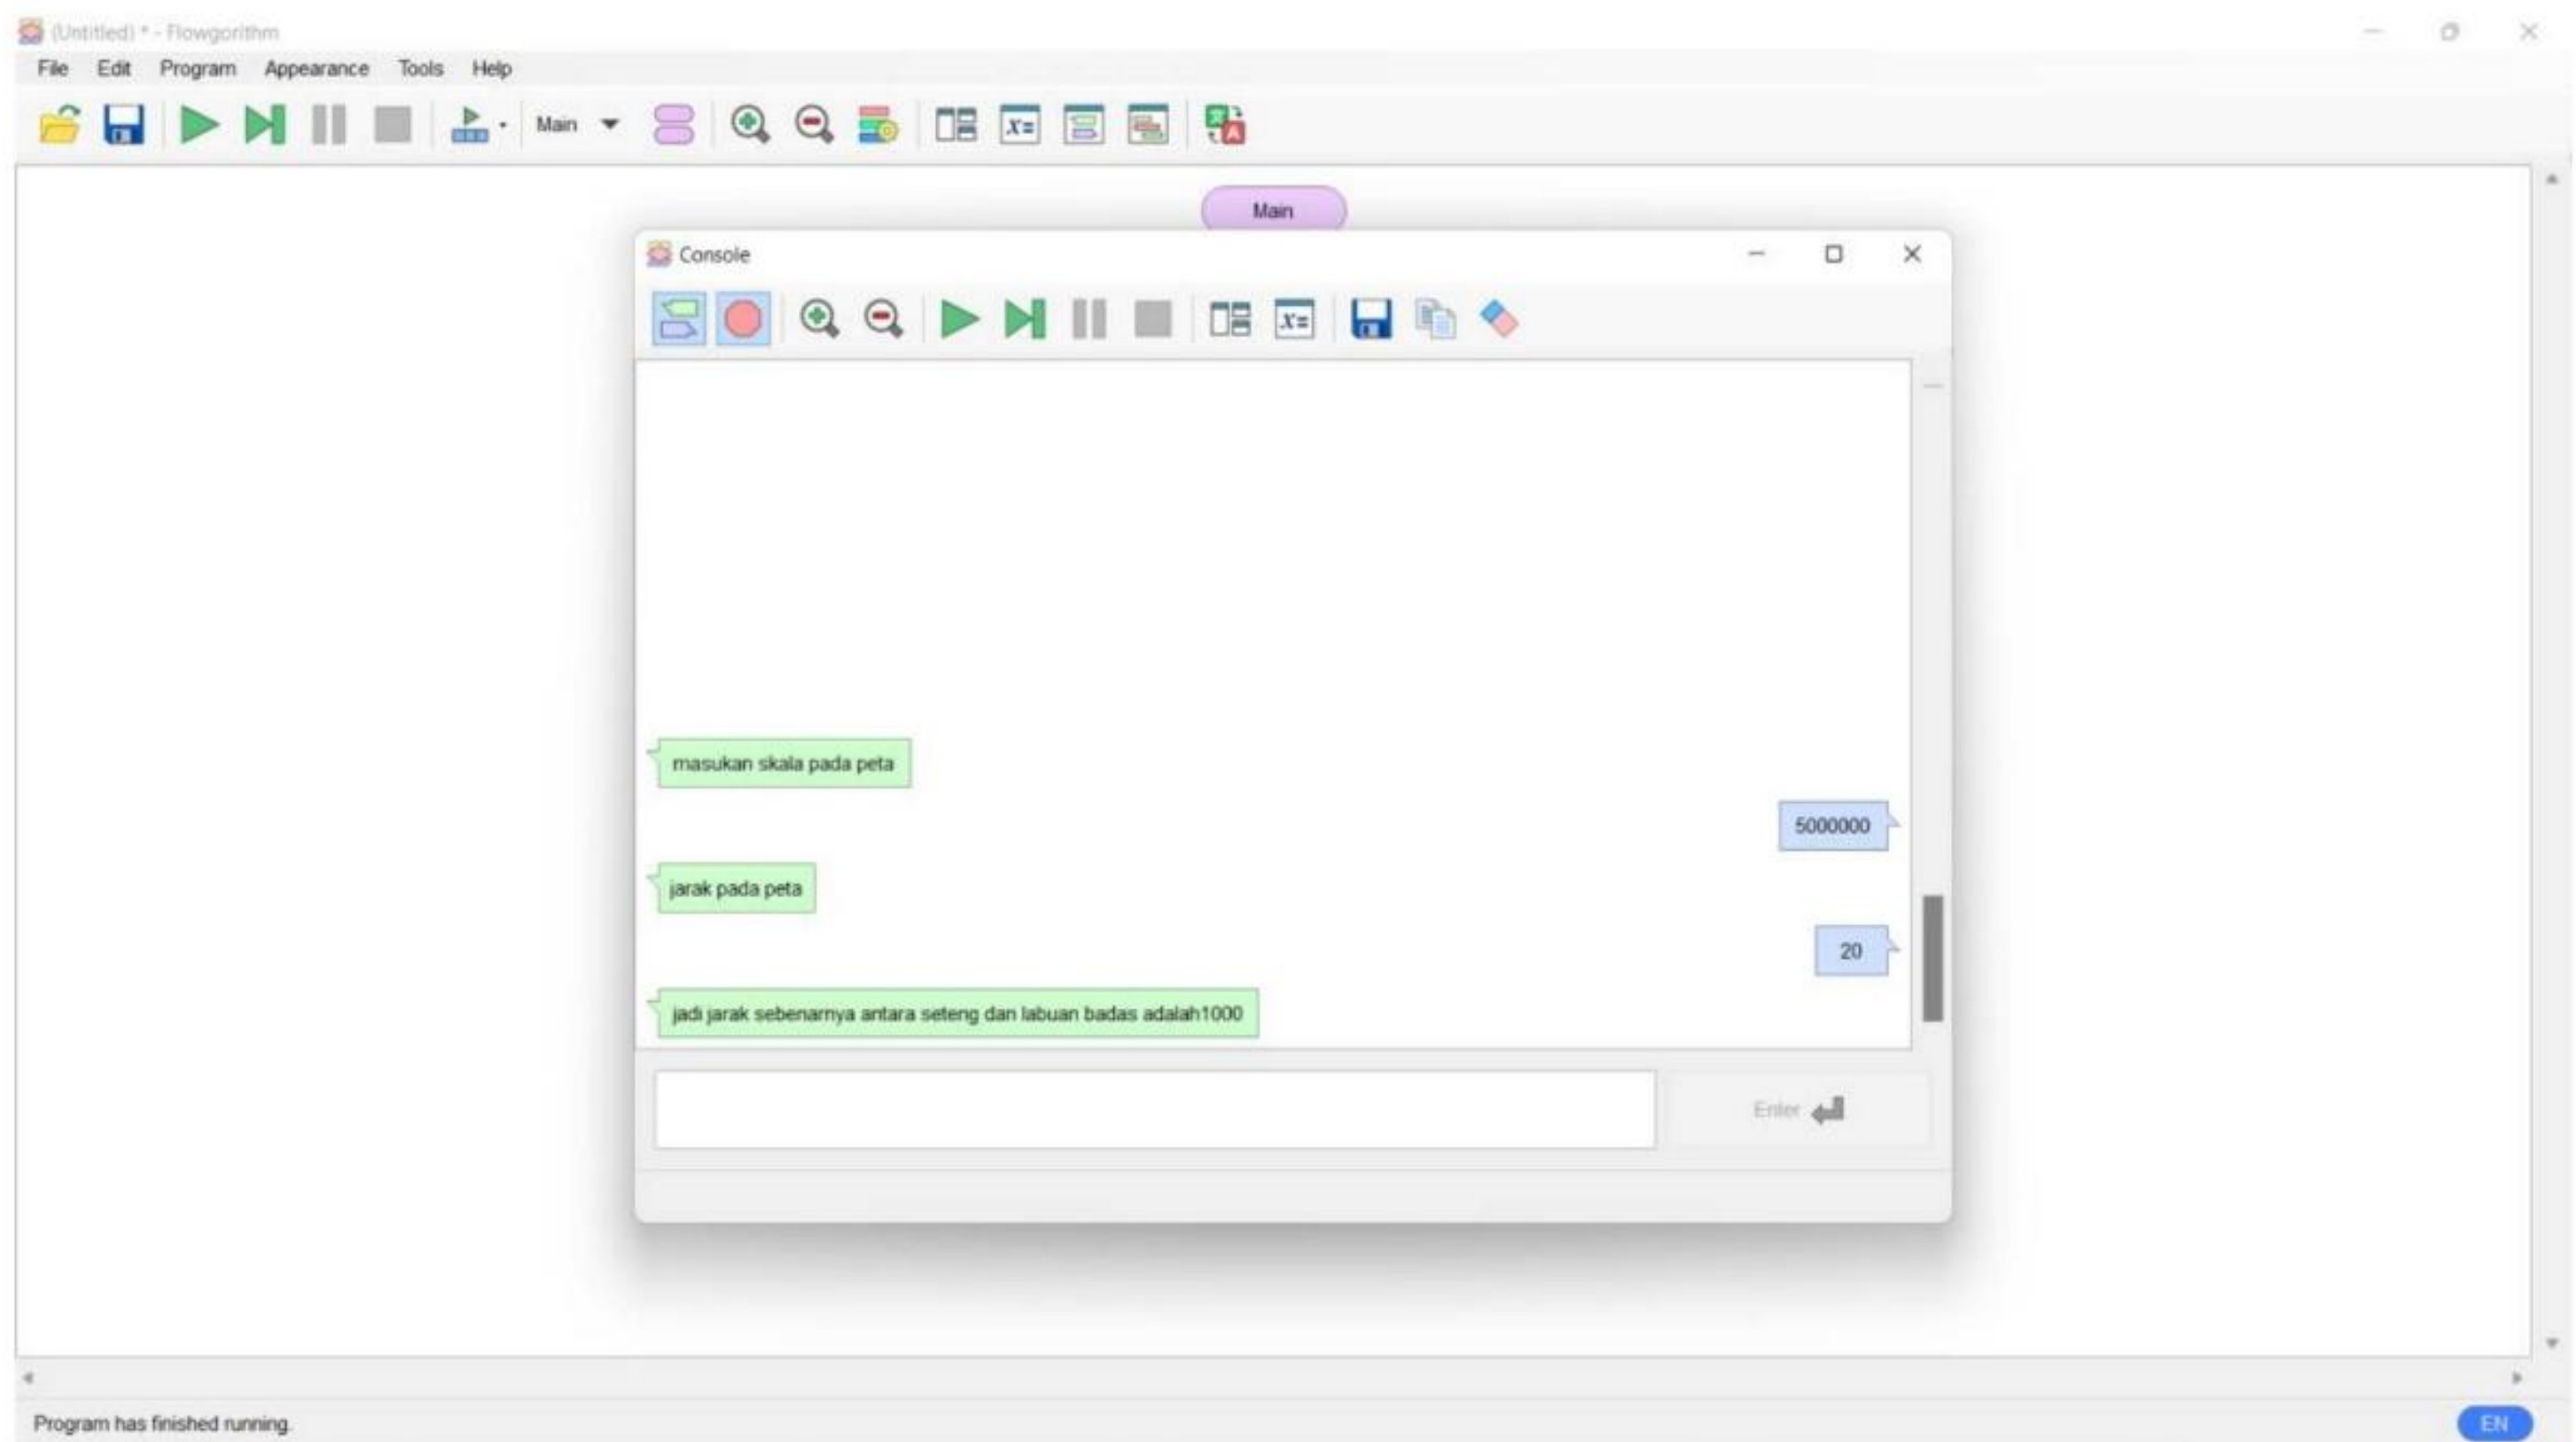 (Untitled) * - Flowgorithm
File Edit Program Appearance Tools Help
Main
Main
Console
masukan skala pada peta
5000000
jarak pada peta
20
jadi jarak sebenarnya antara seteng dan labuan badas adalah1000
Enter
Program has finished running.
EN